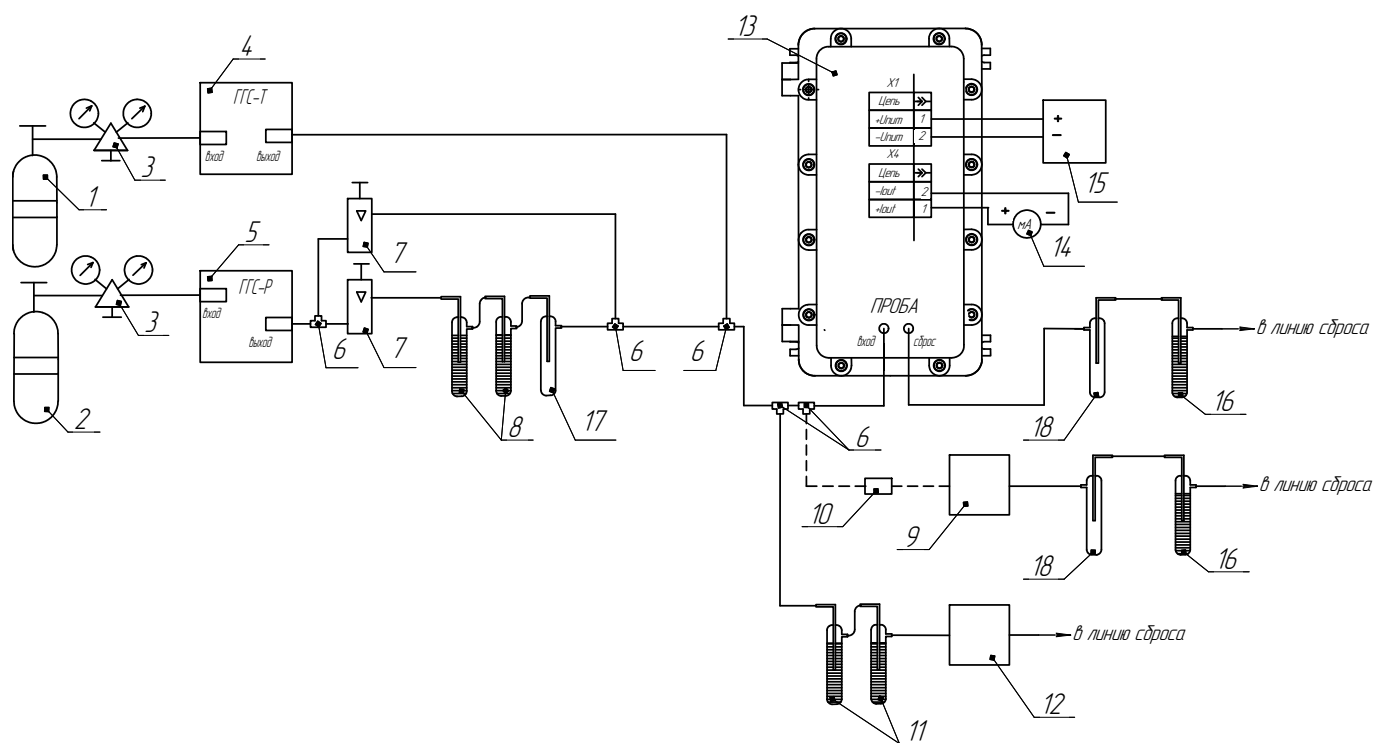 4
ГГС-Т
вход
выход
3
1
5
ГГС-Р
вход
выход
3
2
6
7
7
8
17
6
6
13
X1
Цепь
+Uпит 1
-Uпит 2
X4
Цепь
-Iout 2
+Iout 1
ПРОБА
вход
сброс
+
−
15
+ −
мА
14
в линию сброса
18
16
6
10
9
в линию сброса
18
16
в линию сброса
11
12